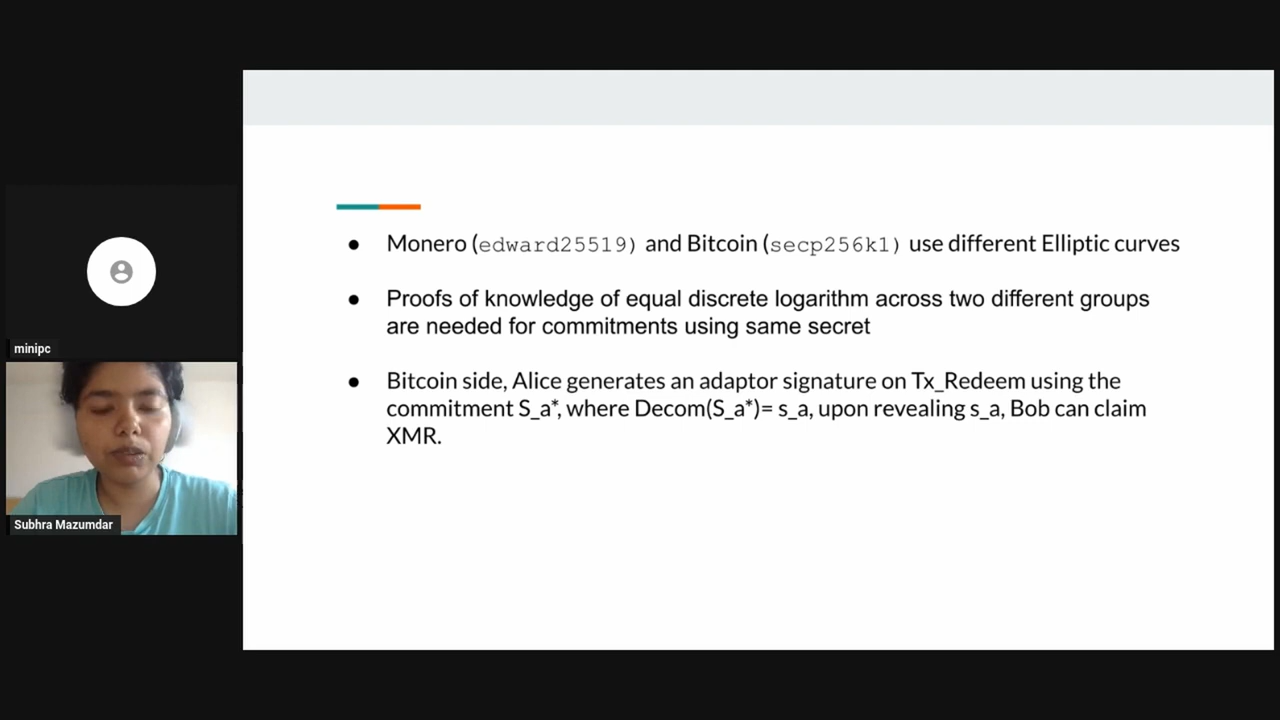 minipc
Subhra Mazumdar
● Monero (edward25519) and Bitcoin (secp256k1) use different Elliptic curves
● Proofs of knowledge of equal discrete logarithm across two different groups
are needed for commitments using same secret
● Bitcoin side, Alice generates an adaptor signature on Tx_Redeem using the
commitment S_a*, where Decom(S_a*)= s_a, upon revealing s_a, Bob can claim
XMR.